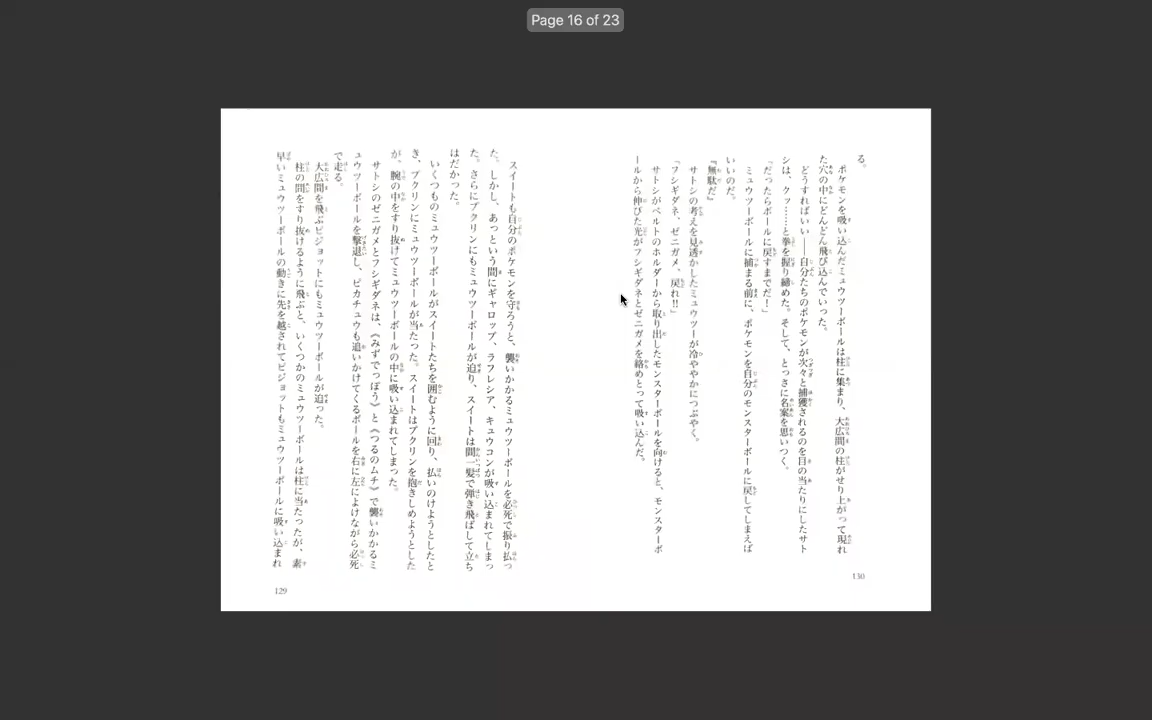 Page 16 of 23
スイートも自分のポケモンを守ろうと、襲いかかるミュウツーボールを必死で振り払っ
た。しかし、あっという間にギャロップ、ラフレシア、キュウコンが吸い込まれてしまっ
た。さらにプクリンにもミュウツーボールが迫り、スイートは間一髪で弾き飛ばして立ち
はだかった。
いくつものミュウツーボールがスイートたちを囲むように回り、払いのけようとしたと
き、プクリンにミュウツーボールが当たった。スイートはプクリンを抱きしめようとした
が、腕の中をすり抜けてミュウツーボールの中に吸い込まれてしまった。
サトシのゼニガメとフシギダネは、《みずでっぽう》と《つるのムチ》で襲いかかるミ
ュウツーボールを撃退し、ピカチュウも追いかけてくるボールを右に左によけながら必死
で走る。
大広間を飛ぶピジョットにもミュウツーボールが迫った。
柱の間をすり抜けるように飛ぶと、いくつかのミュウツーボールは柱に当たったが、素
早いミュウツーボールの動きに先を越されてピジョットもミュウツーボールに吸い込まれ
129
る。
ポケモンを吸い込んだミュウツーボールは柱に集まり、大広間の柱がせり上がって現れ
た穴の中にどんどん飛び込んでいった。
どうすればいい――自分たちのポケモンが次々と捕獲されるのを目の当たりにしたサト
シは、クッ……と拳を握り締めた。そして、とっさに名案を思いつく。
「だったらボールに戻すまでだ！」
ミュウツーボールに捕まる前に、ポケモンを自分のモンスターボールに戻してしまえば
いいのだ。
『無駄だ』
サトシの考えを見透かしたミュウツーが冷ややかにつぶやく。
「フシギダネ、ゼニガメ、戻れ!!」
サトシがベルトのホルダーから取り出したモンスターボールを向けると、モンスターボ
ールから伸びた光がフシギダネとゼニガメを絡めとって吸い込んだ。
130